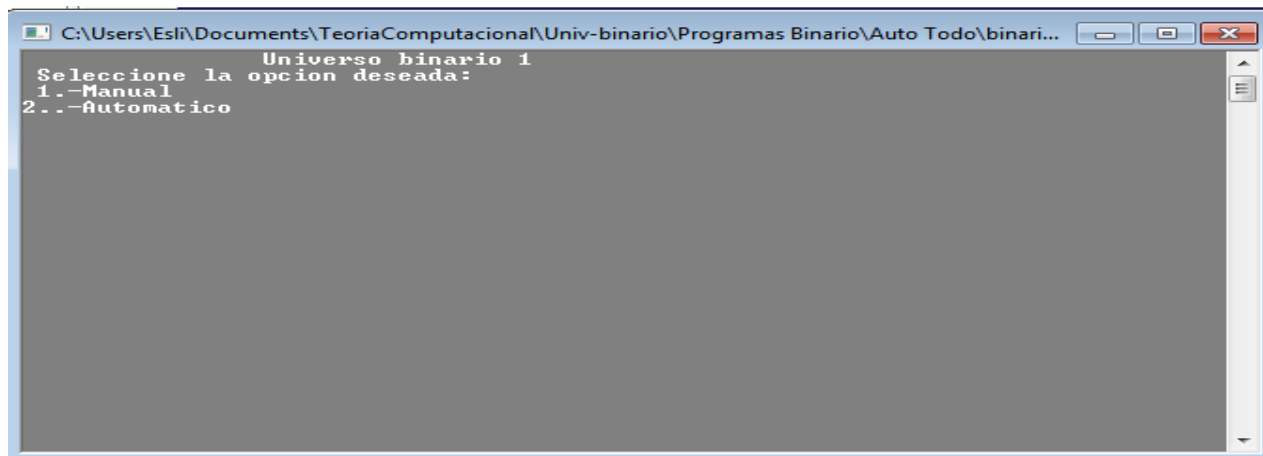 C:\Users\Esli\Documents\TeoriaComputacional\Univ-binario\Programas Binario\Auto Todo\binari...
Universo binario 1
Seleccione la opcion deseada:
1.-Manual
2..-Automatico